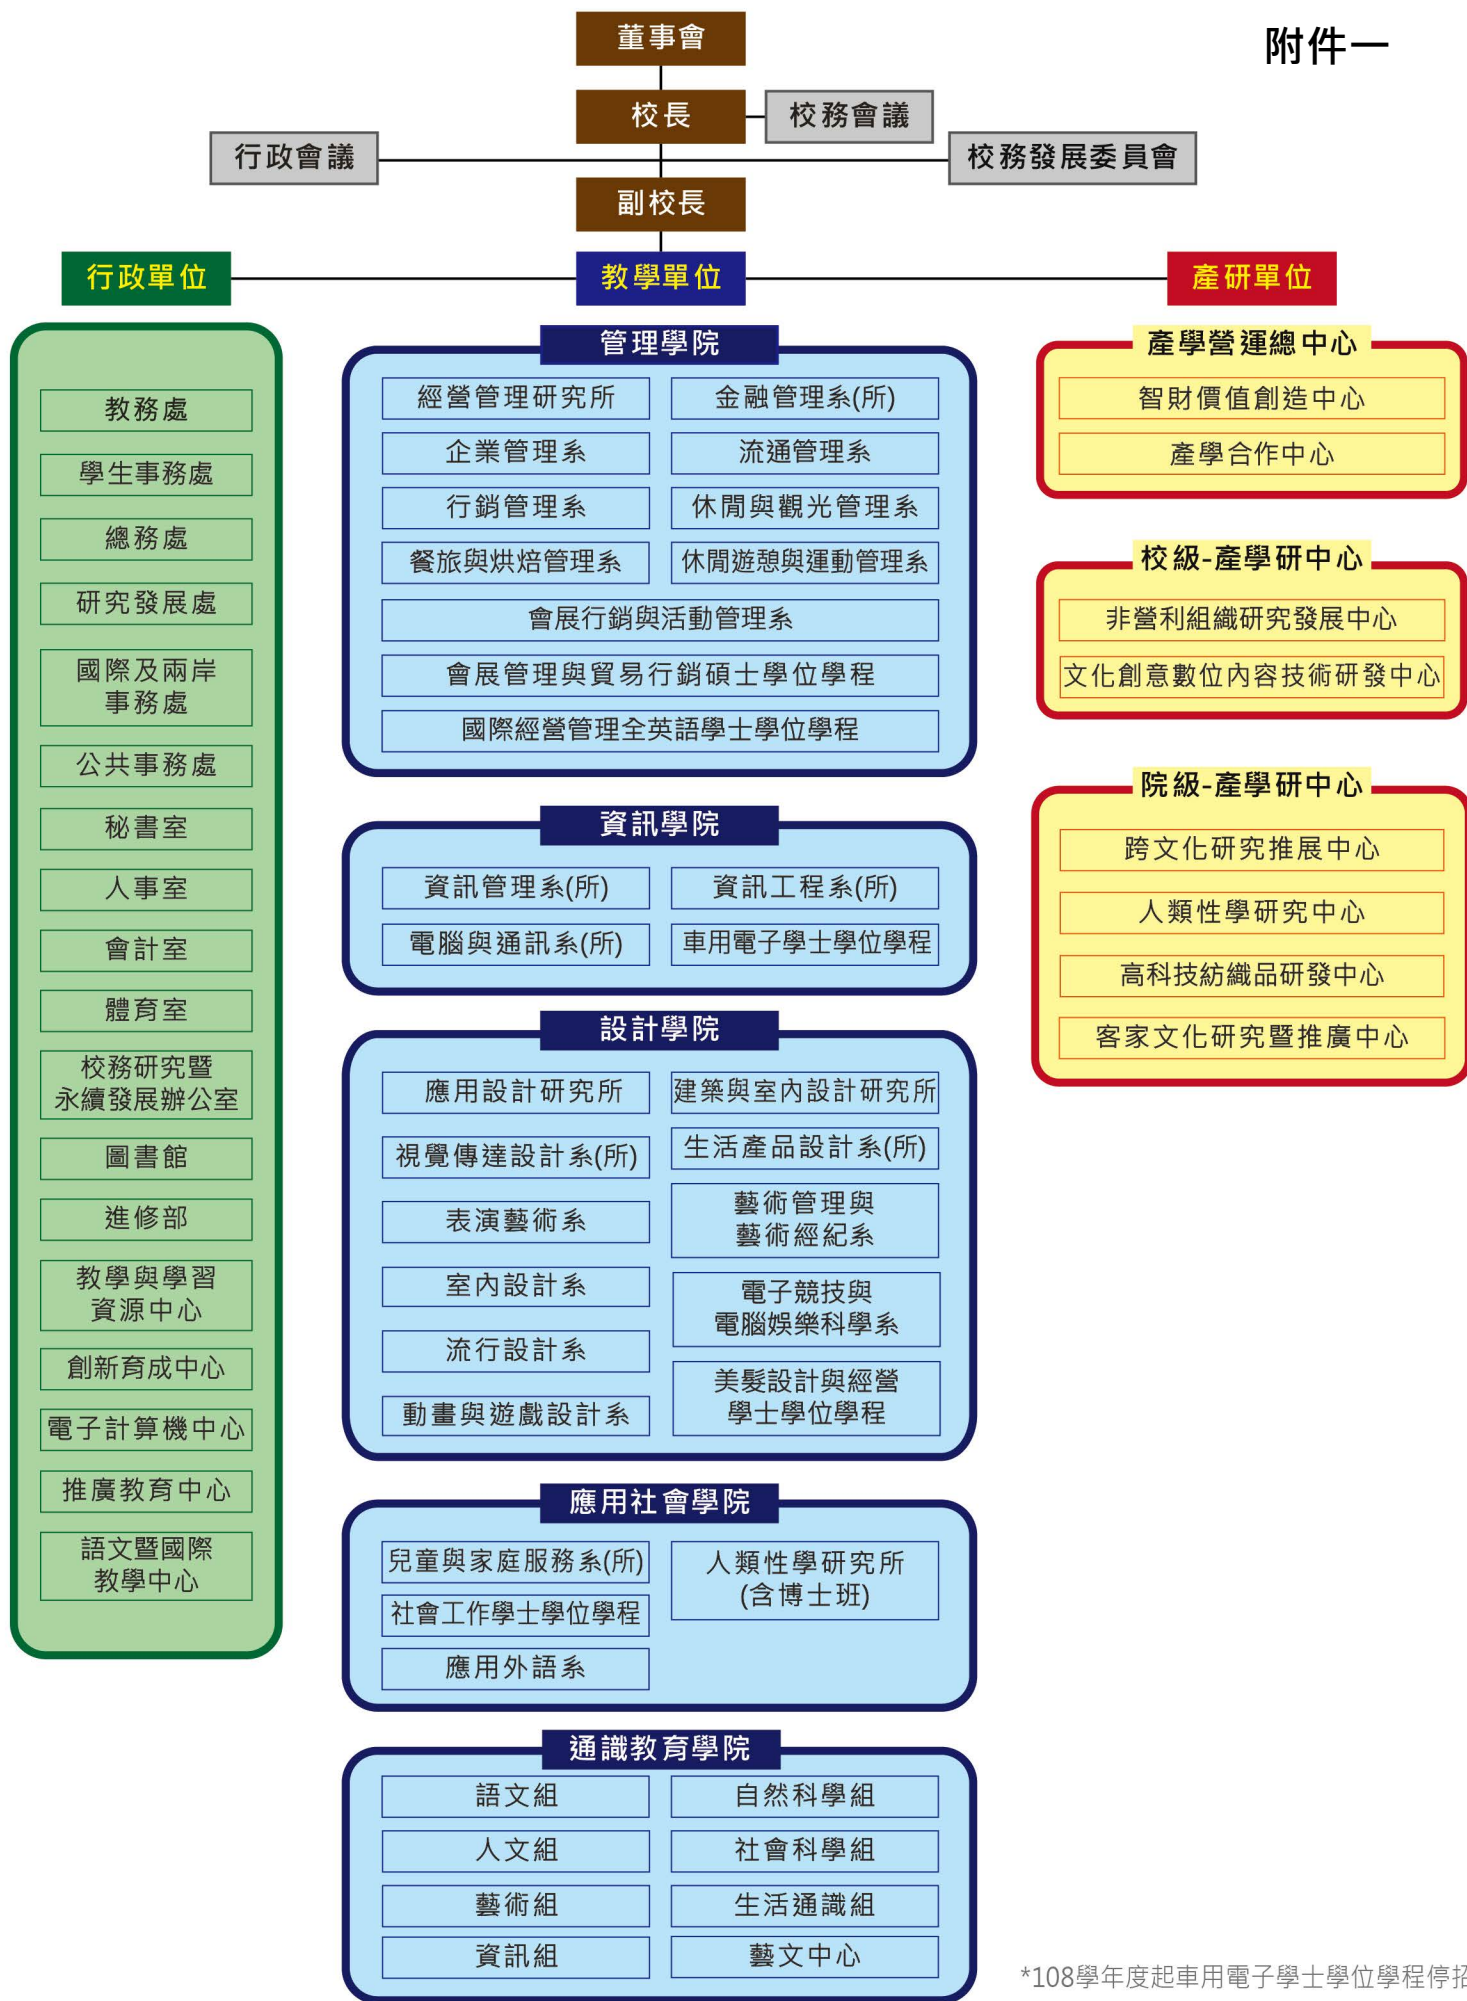 附件一
董事會
校長
校務會議
行政會議
校務發展委員會
副校長
行政單位
教學單位
產研單位
教務處
學生事務處
總務處
研究發展處
國際及兩岸
事務處
公共事務處
秘書室
人事室
會計室
體育室
校務研究暨
永續發展辦公室
圖書館
進修部
教學與學習
資源中心
創新育成中心
電子計算機中心
推廣教育中心
語文暨國際
教學中心
管理學院
經營管理研究所
金融管理系(所)
企業管理系
流通管理系
行銷管理系
休閒與觀光管理系
餐旅與烘焙管理系
休閒遊憩與運動管理系
會展行銷與活動管理系
會展管理與貿易行銷碩士學位學程
國際經營管理全英語學士學位學程
資訊學院
資訊管理系(所)
資訊工程系(所)
電腦與通訊系(所)
車用電子學士學位學程
設計學院
應用設計研究所
建築與室內設計研究所
視覺傳達設計系(所)
生活產品設計系(所)
表演藝術系
藝術管理與
藝術經紀系
室內設計系
電子競技與
電腦娛樂科學系
流行設計系
美髮設計與經營
學士學位學程
動畫與遊戲設計系
應用社會學院
兒童與家庭服務系(所)
人類性學研究所
(含博士班)
社會工作學士學位學程
應用外語系
通識教育學院
語文組
自然科學組
人文組
社會科學組
藝術組
生活通識組
資訊組
藝文中心
產學營運總中心
智財價值創造中心
產學合作中心
校級-產學研中心
非營利組織研究發展中心
文化創意數位內容技術研發中心
院級-產學研中心
跨文化研究推展中心
人類性學研究中心
高科技紡織品研發中心
客家文化研究暨推廣中心
*108學年度起車用電子學士學位學程停招